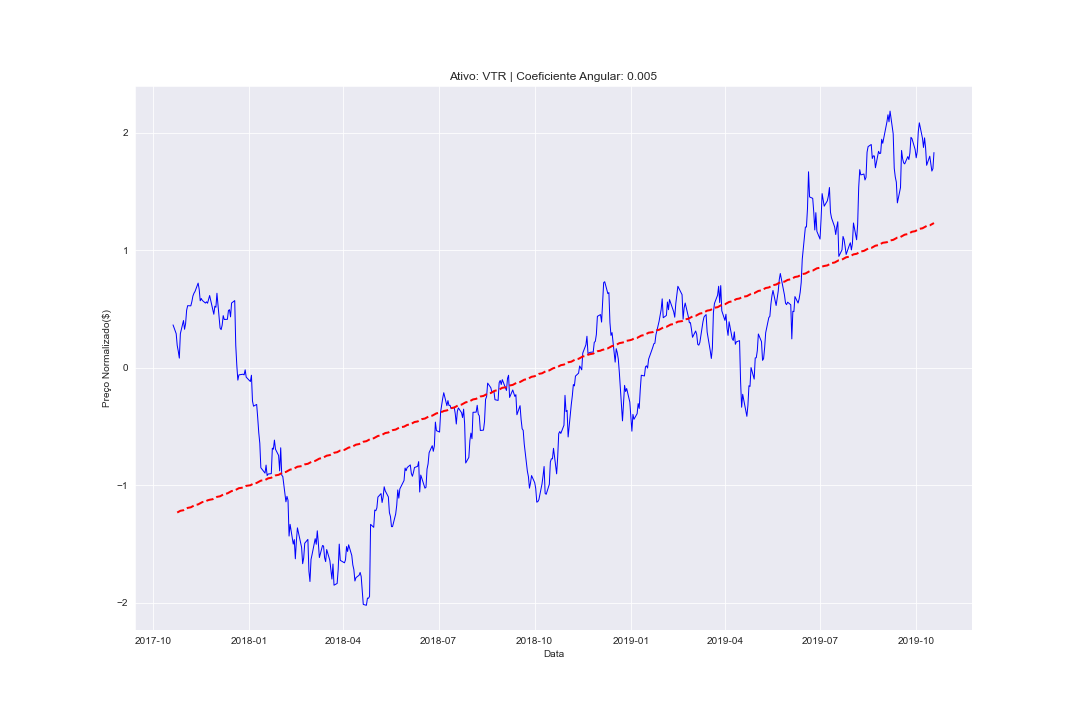 Ativo: VTR | Coeficiente Angular: 0.005
Preço Normalizado($)
2
1
0
−1
−2
2017-10 2018-01 2018-04 2018-07 2018-10 2019-01 2019-04 2019-07 2019-10
Data